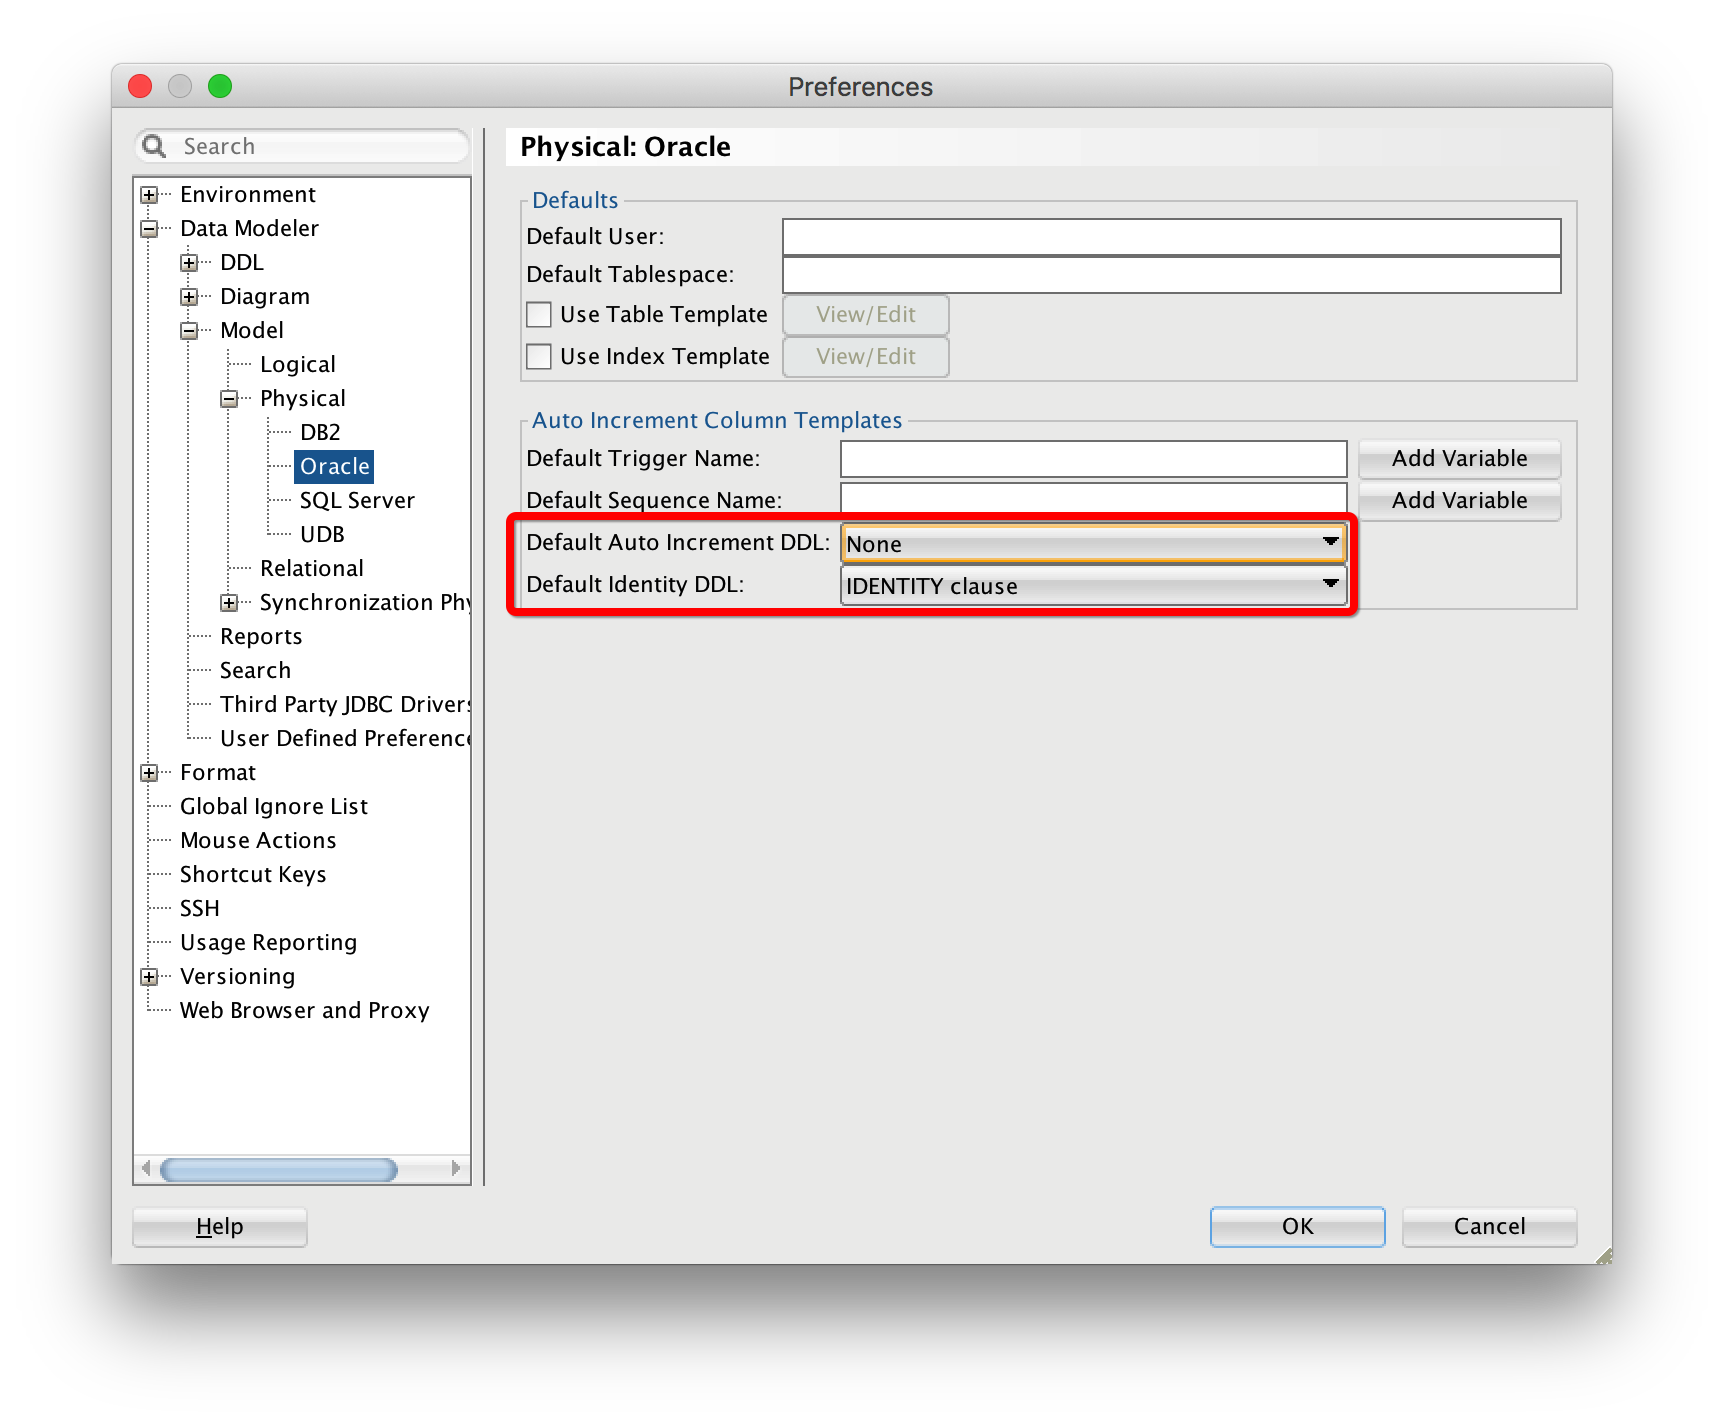 Preferences
Search
Environment
Data Modeler
DDL
Diagram
Model
Logical
Physical
DB2
Oracle
SQL Server
UDB
Relational
Synchronization Phy
Reports
Search
Third Party JDBC Drivers
User Defined Preference
Format
Global Ignore List
Mouse Actions
Shortcut Keys
SSH
Usage Reporting
Versioning
Web Browser and Proxy
Physical: Oracle
Defaults
Default User:
Default Tablespace:
Use Table Template View/Edit
Use Index Template View/Edit
Auto Increment Column Templates
Default Trigger Name: Add Variable
Default Sequence Name: Add Variable
Default Auto Increment DDL: None
Default Identity DDL: IDENTITY clause
Help OK Cancel